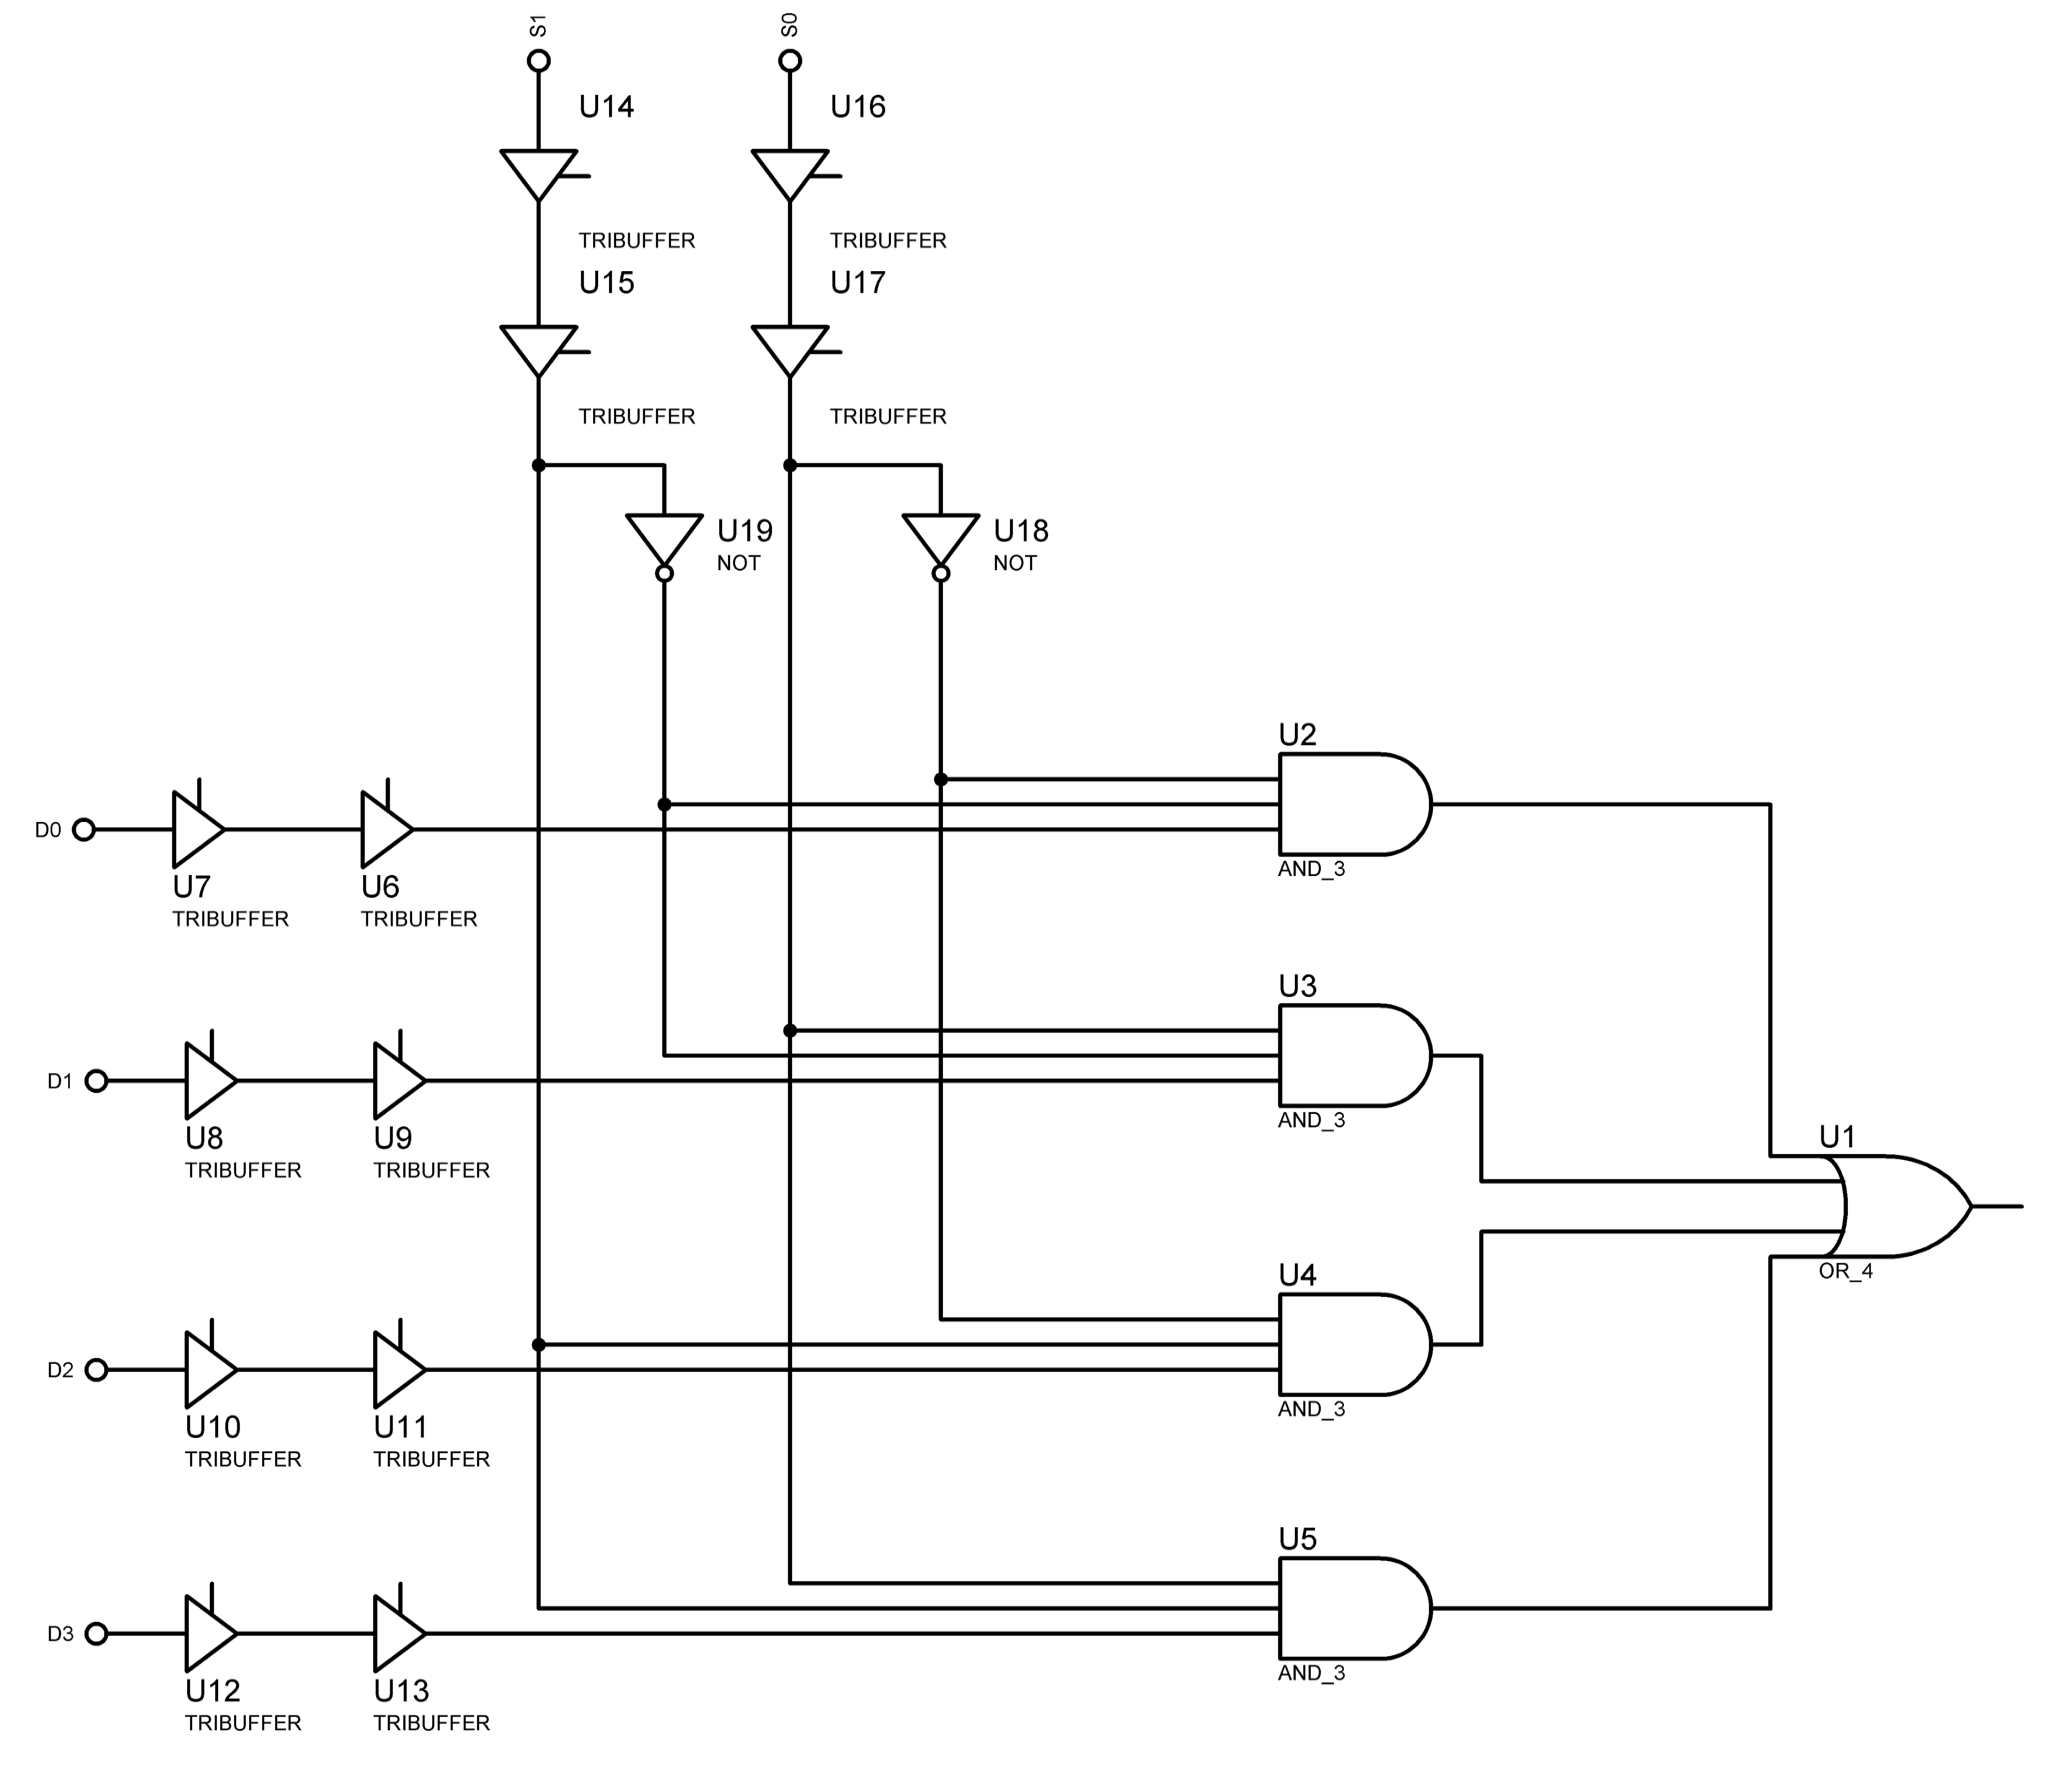 S1
S0
U14
U16
TRIBUFFER
TRIBUFFER
U15
U17
TRIBUFFER
TRIBUFFER
U19
NOT
U18
NOT
U2
AND_3
D0
U7
TRIBUFFER
U6
TRIBUFFER
U3
AND_3
D1
U8
TRIBUFFER
U9
TRIBUFFER
U1
OR_4
U4
AND_3
D2
U10
TRIBUFFER
U11
TRIBUFFER
U5
AND_3
D3
U12
TRIBUFFER
U13
TRIBUFFER